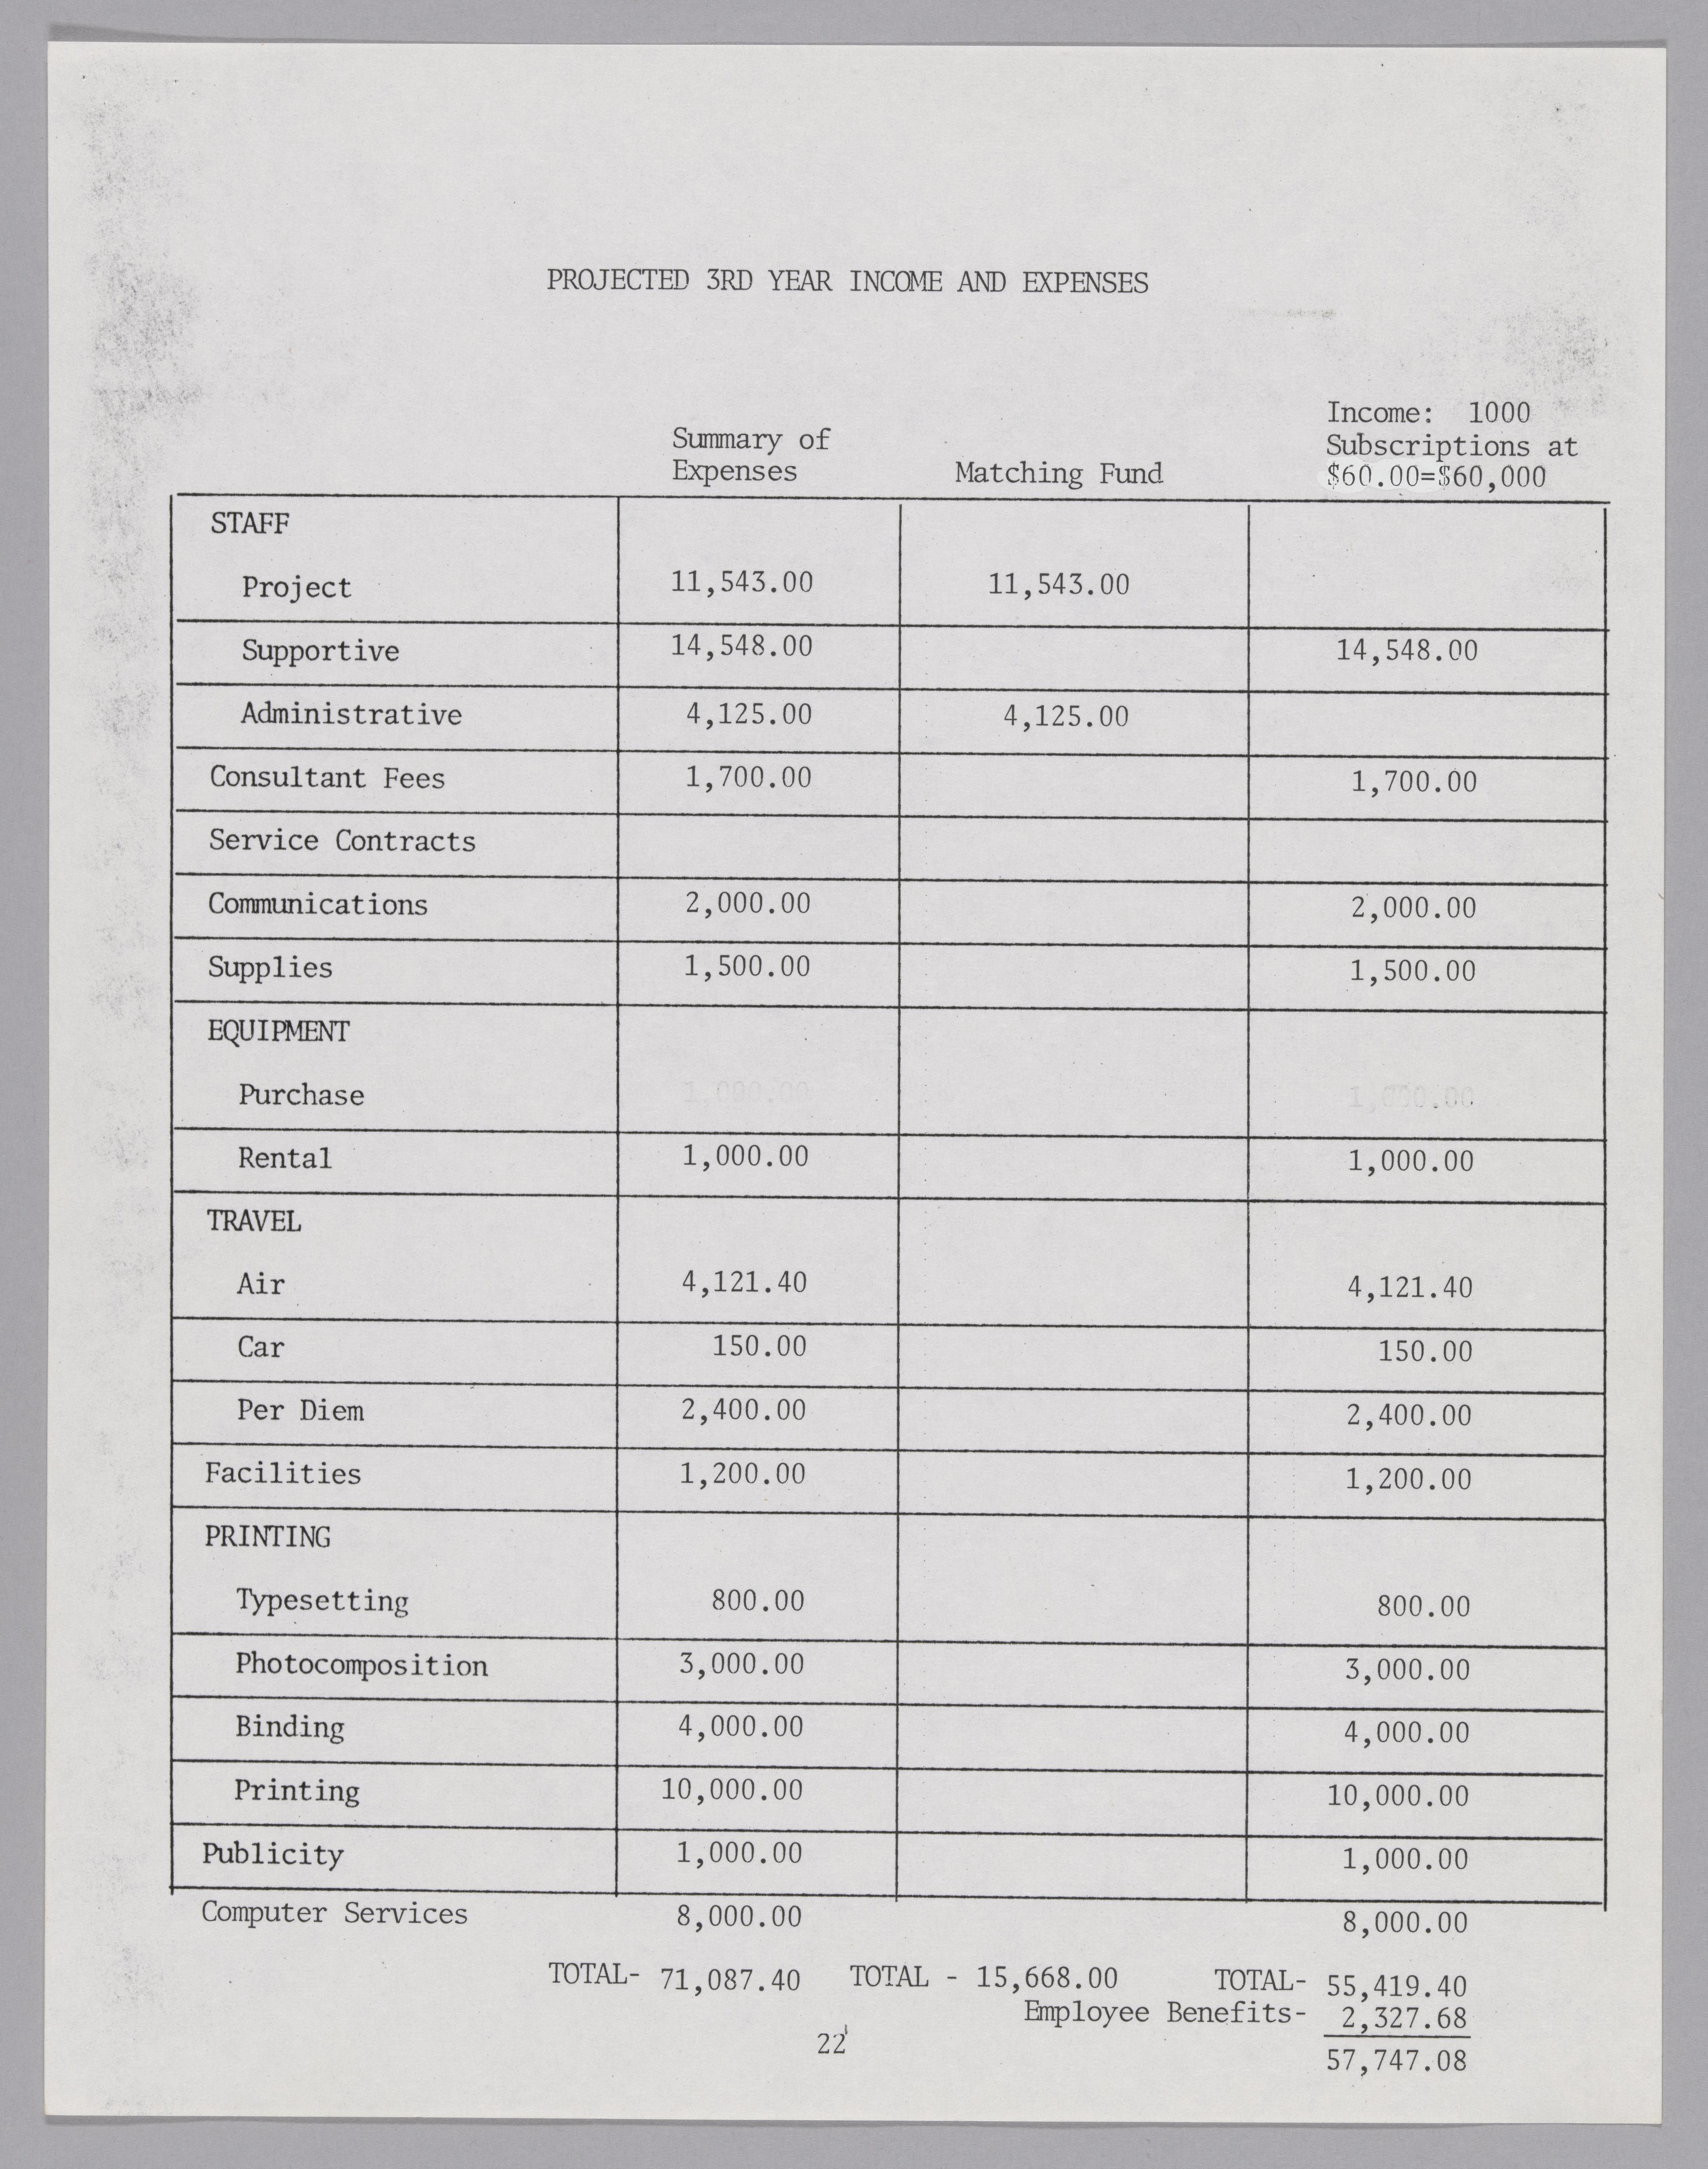 PROJECTED 3RD YEAR INCOME AND EXPENSES
Summary of Expenses Matching Fund Income: 1000 Subscriptions at $60.00=$60,000
STAFF
Project 11,543.00 11,543.00
Supportive 14,548.00 14,548.00
Administrative 4,125.00 4,125.00
Consultant Fees 1,700.00 1,700.00
Service Contracts
Communications 2,000.00 2,000.00
Supplies 1,500.00 1,500.00
EQUIPMENT
Purchase 1,000.00 1,000.00
Rental 1,000.00 1,000.00
TRAVEL
Air 4,121.40 4,121.40
Car 150.00 150.00
Per Diem 2,400.00 2,400.00
Facilities 1,200.00 1,200.00
PRINTING
Typesetting 800.00 800.00
Photocomposition 3,000.00 3,000.00
Binding 4,000.00 4,000.00
Printing 10,000.00 10,000.00
Publicity 1,000.00 1,000.00
Computer Services 8,000.00 8,000.00
TOTAL- 71,087.40 TOTAL - 15,668.00 TOTAL- 55,419.40
Employee Benefits- 2,327.68
22 57,747.08